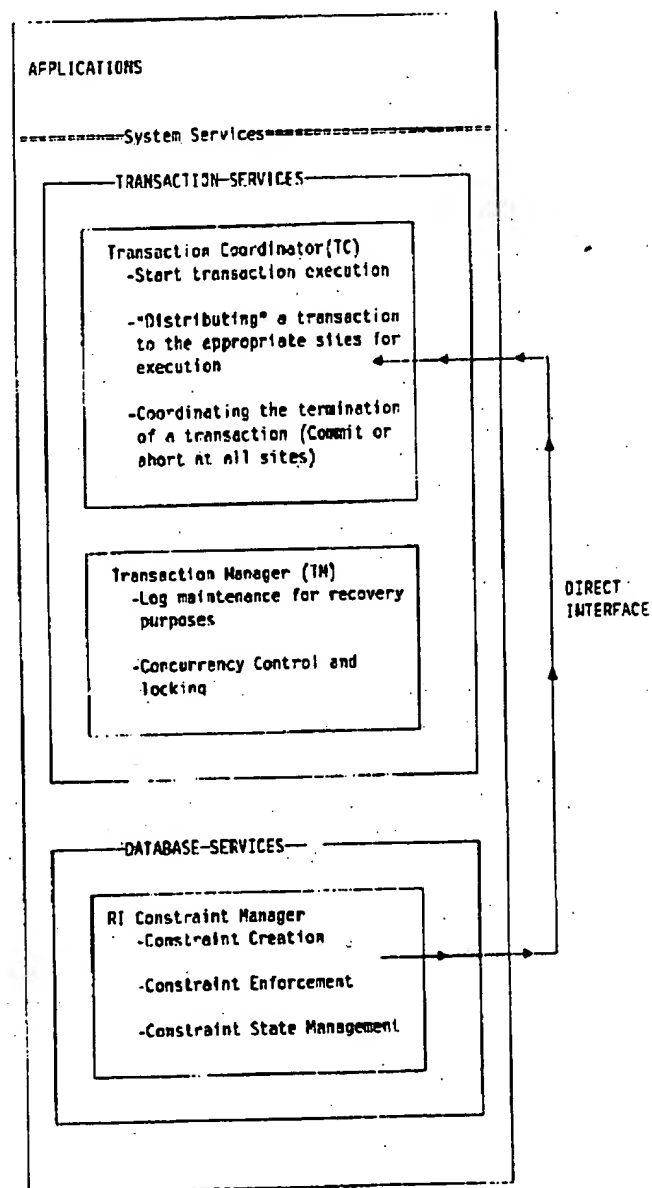 APPLICATIONS
System Services
TRANSACTION-SERVICES
Transaction Coordinator(TC)
-Start transaction execution
-"Distributing" a transaction
to the appropriate sites for
execution
-Coordinating the termination
of a transaction (Commit or
abort at all sites)
Transaction Manager (TM)
-Log maintenance for recovery
purposes
-Concurrency Control and
locking
DIRECT
INTERFACE
DATABASE-SERVICES
RI Constraint Manager
-Constraint Creation
-Constraint Enforcement
-Constraint State Management